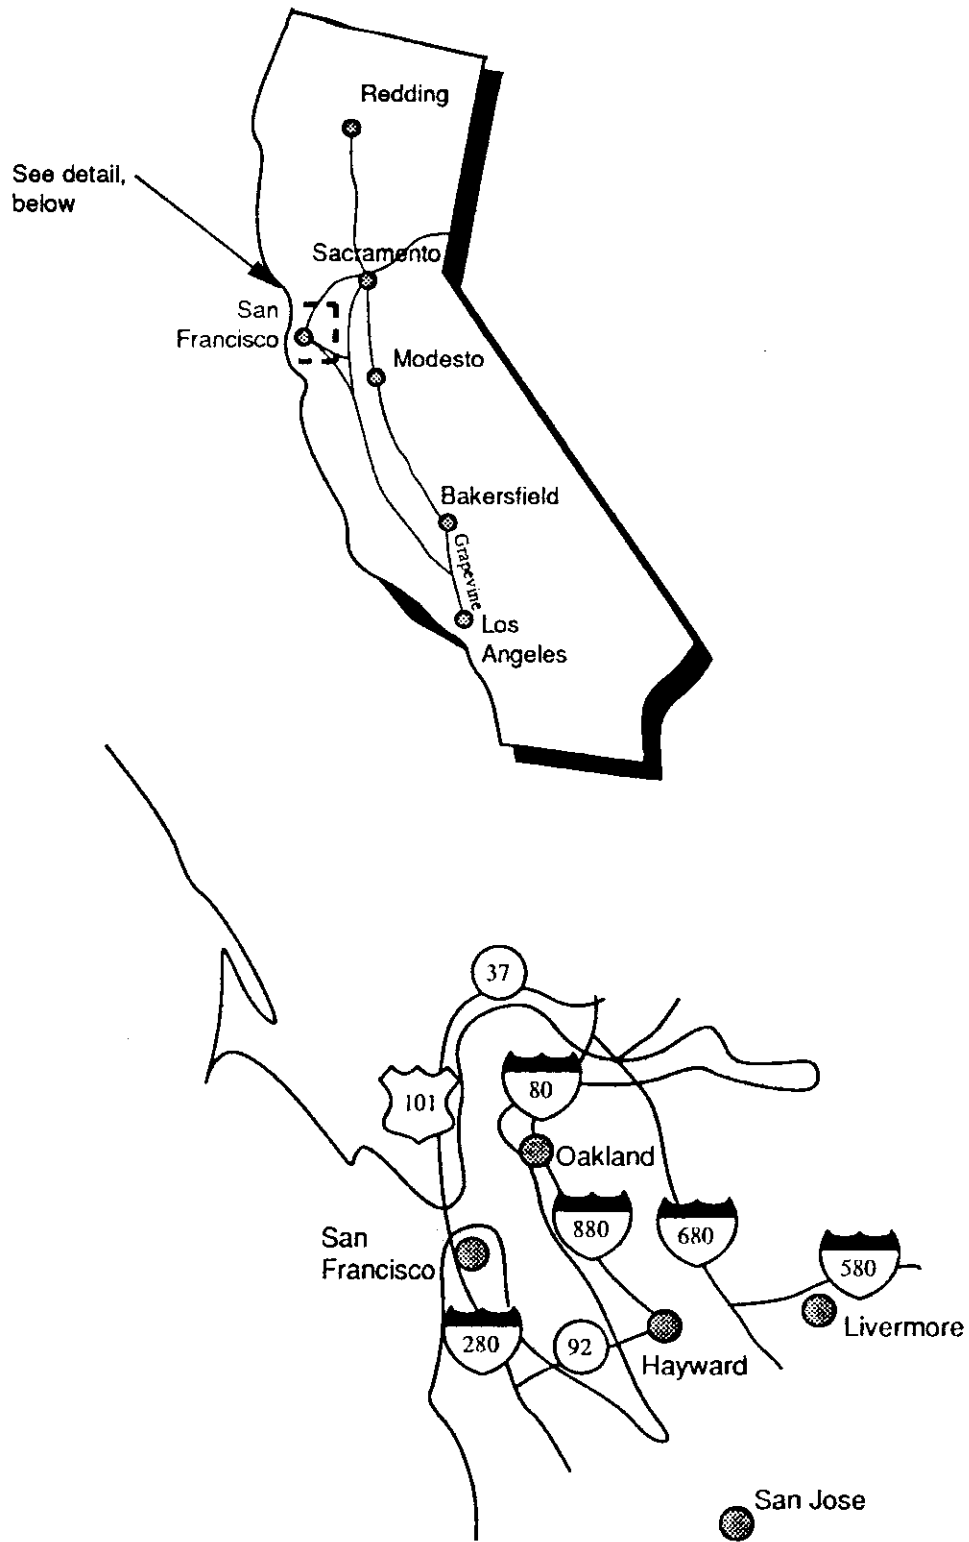 Redding
See detail,
below
Sacramento
San
Francisco
Modesto
Bakersfield
Grapevine
Los
Angeles
37
101
80
Oakland
880
680
San
Francisco
580
Livermore
280
92
Hayward
San Jose